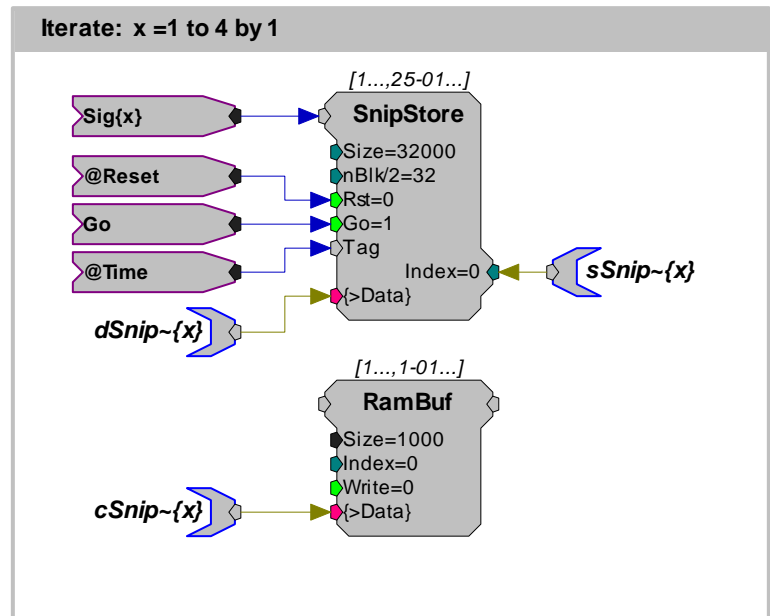 Iterate: x =1 to 4 by 1
[1...,25-01...]
SnipStore
Sig{x}
Size=32000
nBlk/2=32
@Reset
Rst=0
Go
Go=1
@Time
Tag
Index=0
sSnip~{x}
{>Data}
dSnip~{x}
[1...,1-01...]
RamBuf
Size=1000
Index=0
Write=0
cSnip~{x}
{>Data}